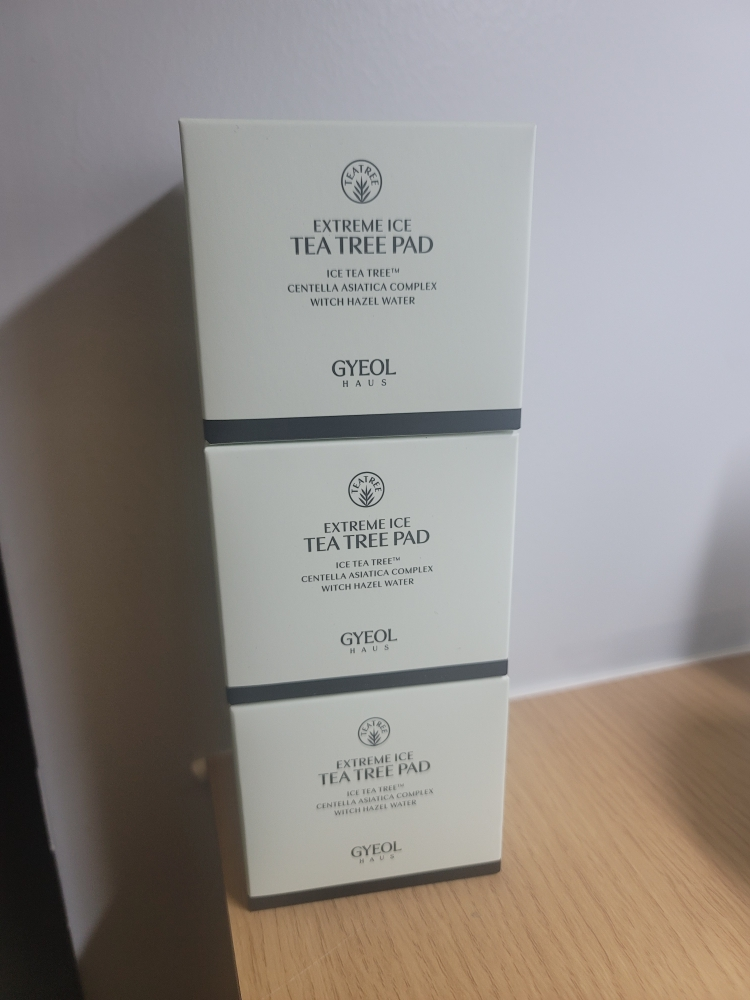 TEATREE
EXTREME ICE
TEA TREE PAD
ICE TEA TREE™
CENTELLA ASIATICA COMPLEX
WITCH HAZEL WATER
GYEOL
HAUS
TEATREE
EXTREME ICE
TEA TREE PAD
ICE TEA TREE™
CENTELLA ASIATICA COMPLEX
WITCH HAZEL WATER
GYEOL
HAUS
TEATREE
EXTREME ICE
TEA TREE PAD
ICE TEA TREE™
CENTELLA ASIATICA COMPLEX
WITCH HAZEL WATER
GYEOL
HAUS